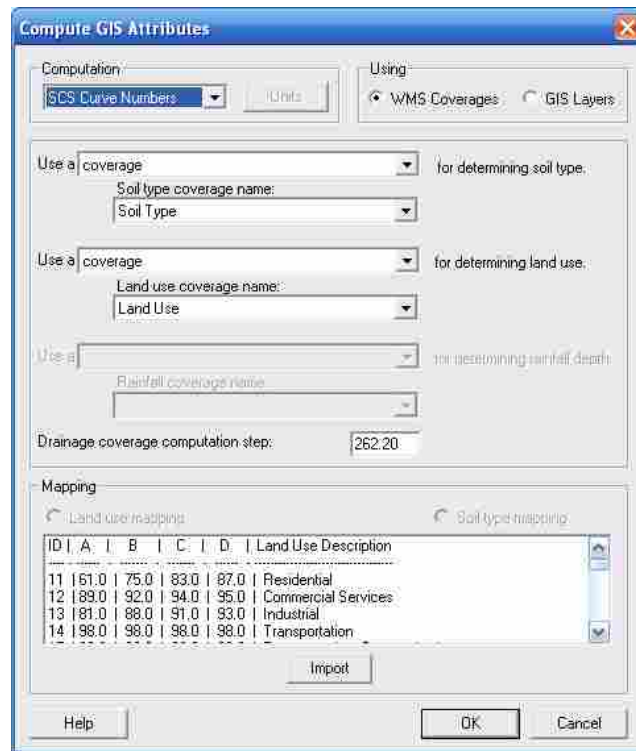 Compute GIS Attributes
Computation
Using
SCS Curve Numbers
Units
WMS Coverages
GIS Layers
Use a coverage for determining soil type.
Soil type coverage name:
Soil Type
Use a coverage for determining land use.
Land use coverage name:
Land Use
Use a for determining rainfall depth
Rainfall coverage name
Drainage coverage computation step: 262.20
Mapping
Land use mapping
Soil type mapping
ID | A | B | C | D | Land Use Description
11 | 61.0 | 75.0 | 83.0 | 87.0 | Residential
12 | 89.0 | 92.0 | 94.0 | 95.0 | Commercial Services
13 | 81.0 | 88.0 | 91.0 | 93.0 | Industrial
14 | 98.0 | 98.0 | 98.0 | 98.0 | Transportation
Import
Help
OK
Cancel